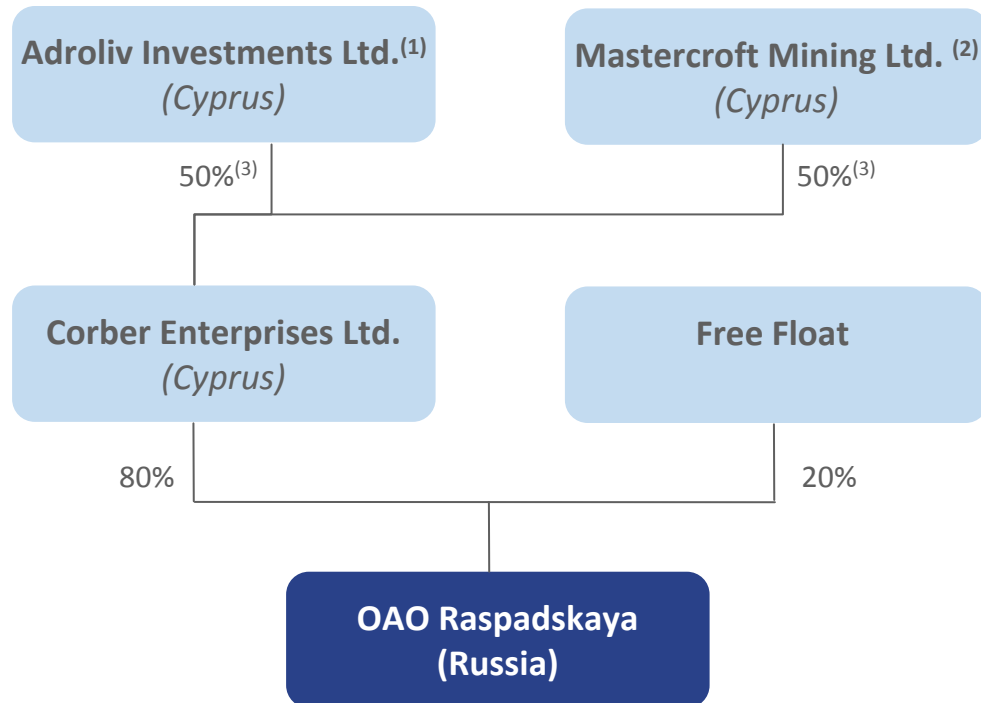 Adroliv Investments Ltd.(1)
(Cyprus)
Mastercroft Mining Ltd. (2)
(Cyprus)
50%(3)
50%(3)
Corber Enterprises Ltd.
(Cyprus)
Free Float
80%
20%
OAO Raspadskaya
(Russia)